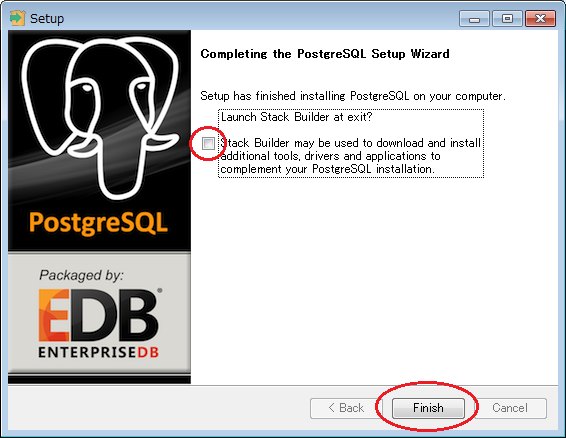 Setup
Completing the PostgreSQL Setup Wizard
Setup has finished installing PostgreSQL on your computer.
Launch Stack Builder at exit?
Stack Builder may be used to download and install
additional tools, drivers and applications to
complement your PostgreSQL installation.
PostgreSQL
Packaged by:
EDB
ENTERPRISEDB
< Back
Finish
Cancel